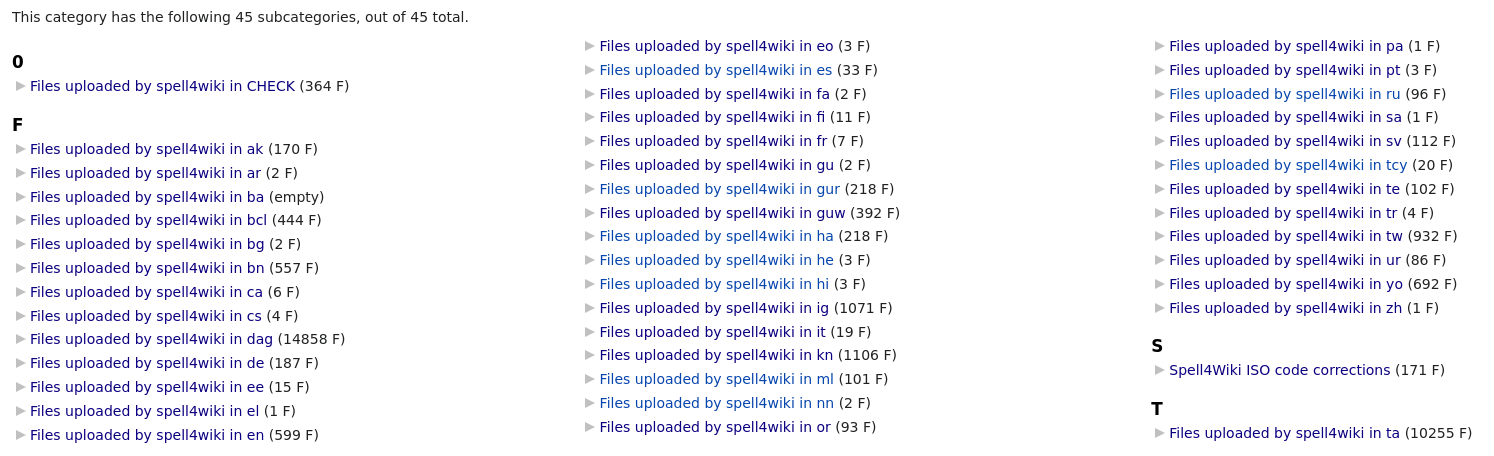 This category has the following 45 subcategories, out of 45 total.
0
Files uploaded by spell4wiki in CHECK (364 F)
F
Files uploaded by spell4wiki in ak (170 F)
Files uploaded by spell4wiki in ar (2 F)
Files uploaded by spell4wiki in ba (empty)
Files uploaded by spell4wiki in bcl (444 F)
Files uploaded by spell4wiki in bg (2 F)
Files uploaded by spell4wiki in bn (557 F)
Files uploaded by spell4wiki in ca (6 F)
Files uploaded by spell4wiki in cs (4 F)
Files uploaded by spell4wiki in dag (14858 F)
Files uploaded by spell4wiki in de (187 F)
Files uploaded by spell4wiki in ee (15 F)
Files uploaded by spell4wiki in el (1 F)
Files uploaded by spell4wiki in en (599 F)
Files uploaded by spell4wiki in eo (3 F)
Files uploaded by spell4wiki in es (33 F)
Files uploaded by spell4wiki in fa (2 F)
Files uploaded by spell4wiki in fi (11 F)
Files uploaded by spell4wiki in fr (7 F)
Files uploaded by spell4wiki in gu (2 F)
Files uploaded by spell4wiki in gur (218 F)
Files uploaded by spell4wiki in guw (392 F)
Files uploaded by spell4wiki in ha (218 F)
Files uploaded by spell4wiki in he (3 F)
Files uploaded by spell4wiki in hi (3 F)
Files uploaded by spell4wiki in ig (1071 F)
Files uploaded by spell4wiki in it (19 F)
Files uploaded by spell4wiki in kn (1106 F)
Files uploaded by spell4wiki in ml (101 F)
Files uploaded by spell4wiki in nn (2 F)
Files uploaded by spell4wiki in or (93 F)
Files uploaded by spell4wiki in pa (1 F)
Files uploaded by spell4wiki in pt (3 F)
Files uploaded by spell4wiki in ru (96 F)
Files uploaded by spell4wiki in sa (1 F)
Files uploaded by spell4wiki in sv (112 F)
Files uploaded by spell4wiki in tcy (20 F)
Files uploaded by spell4wiki in te (102 F)
Files uploaded by spell4wiki in tr (4 F)
Files uploaded by spell4wiki in tw (932 F)
Files uploaded by spell4wiki in ur (86 F)
Files uploaded by spell4wiki in yo (692 F)
Files uploaded by spell4wiki in zh (1 F)
S
Spell4Wiki ISO code corrections (171 F)
T
Files uploaded by spell4wiki in ta (10255 F)